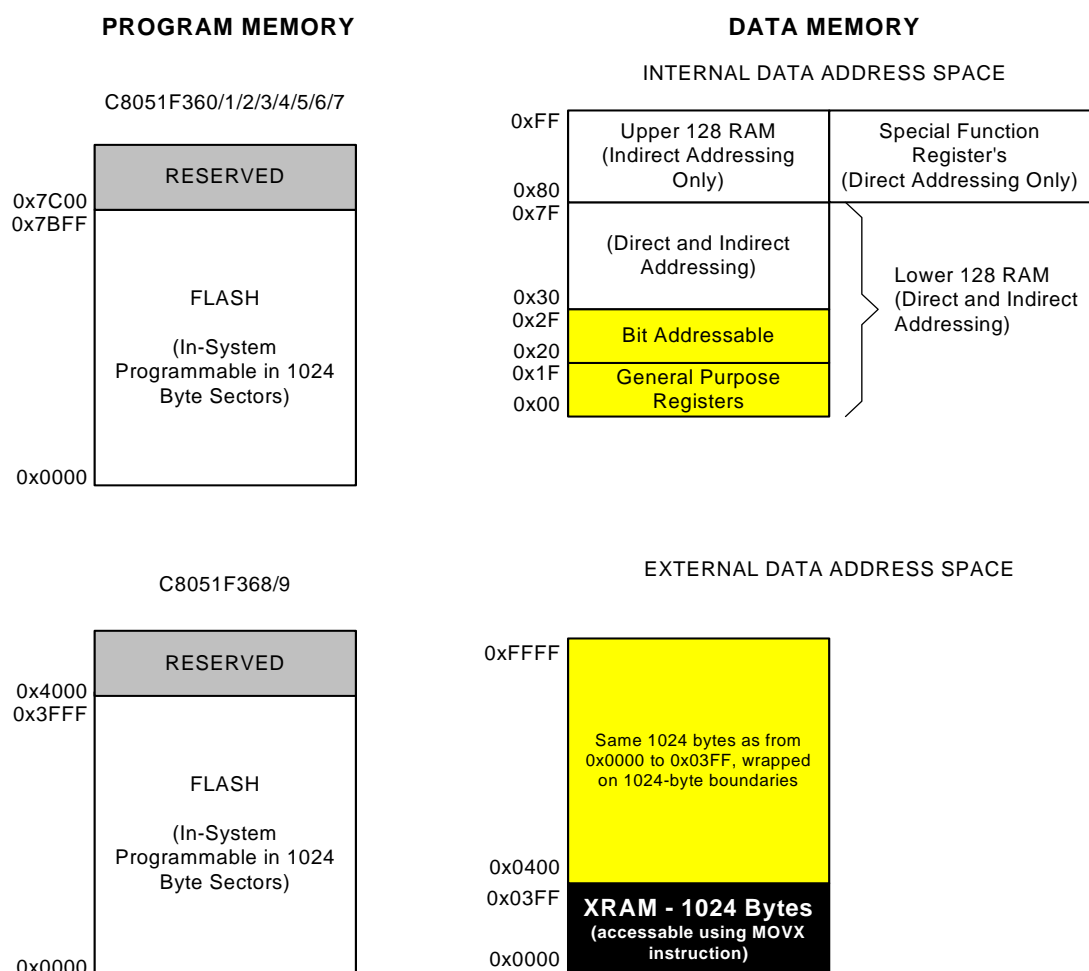 PROGRAM MEMORY
C8051F360/1/2/3/4/5/6/7
RESERVED
0x7C00
0x7BFF
FLASH
(In-System
Programmable in 1024
Byte Sectors)
0x0000
C8051F368/9
RESERVED
0x4000
0x3FFF
FLASH
(In-System
Programmable in 1024
Byte Sectors)
0x0000
DATA MEMORY
INTERNAL DATA ADDRESS SPACE
0xFF
Upper 128 RAM
(Indirect Addressing
Only)
0x80
Special Function
Register's
(Direct Addressing Only)
0x7F
(Direct and Indirect
Addressing)
0x30
0x2F
Bit Addressable
0x20
0x1F
General Purpose
Registers
0x00
Lower 128 RAM
(Direct and Indirect
Addressing)
EXTERNAL DATA ADDRESS SPACE
0xFFFF
Same 1024 bytes as from
0x0000 to 0x03FF, wrapped
on 1024-byte boundaries
0x0400
0x03FF
XRAM - 1024 Bytes
(accessable using MOVX
instruction)
0x0000